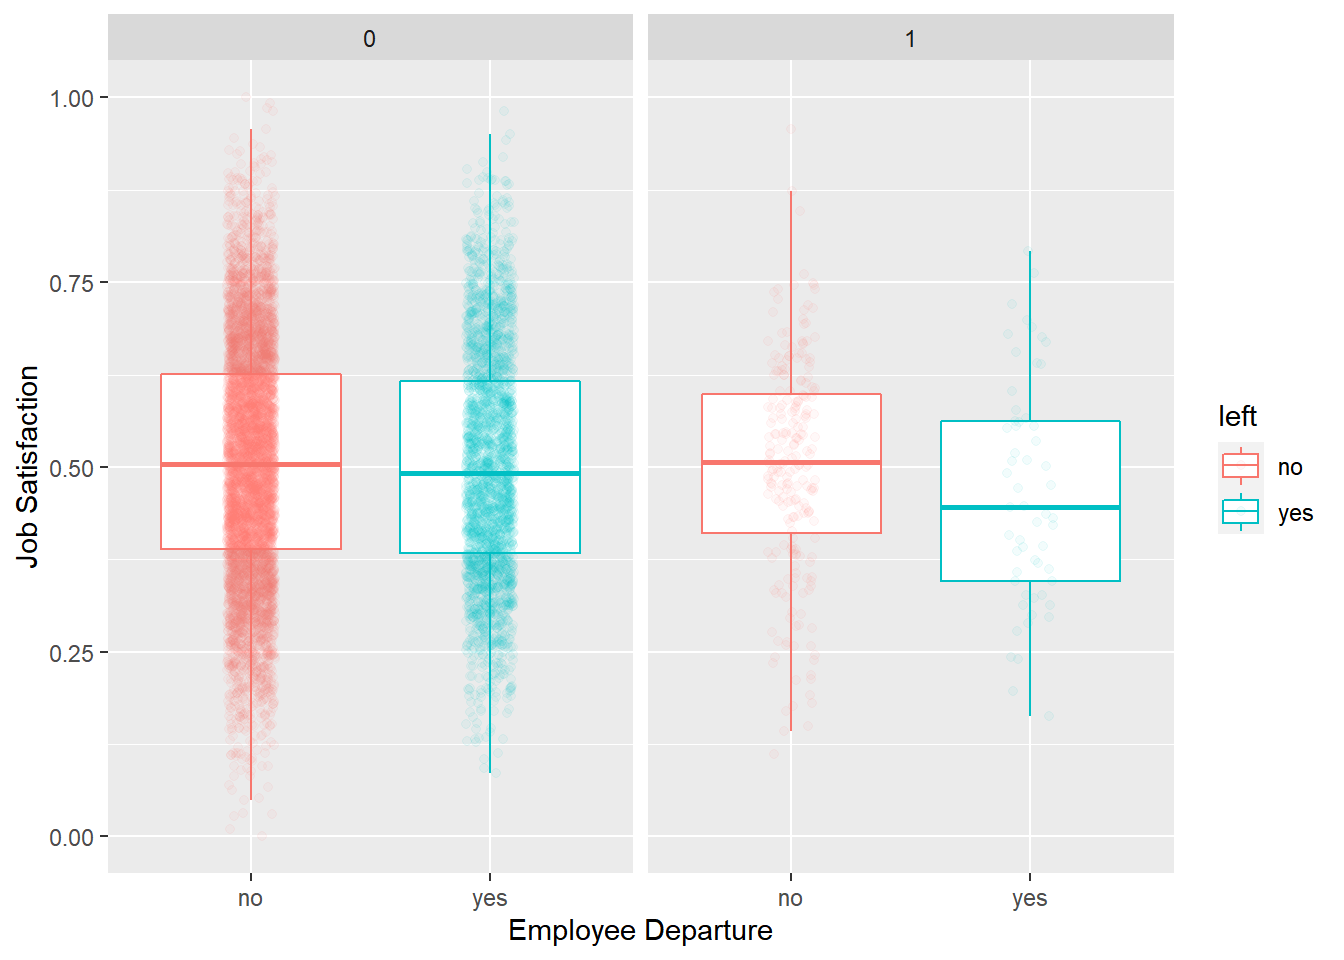 0 1
1.00
0.75
0.50
0.25
0.00
Job Satisfaction
no yes no yes
Employee Departure
left
no
yes